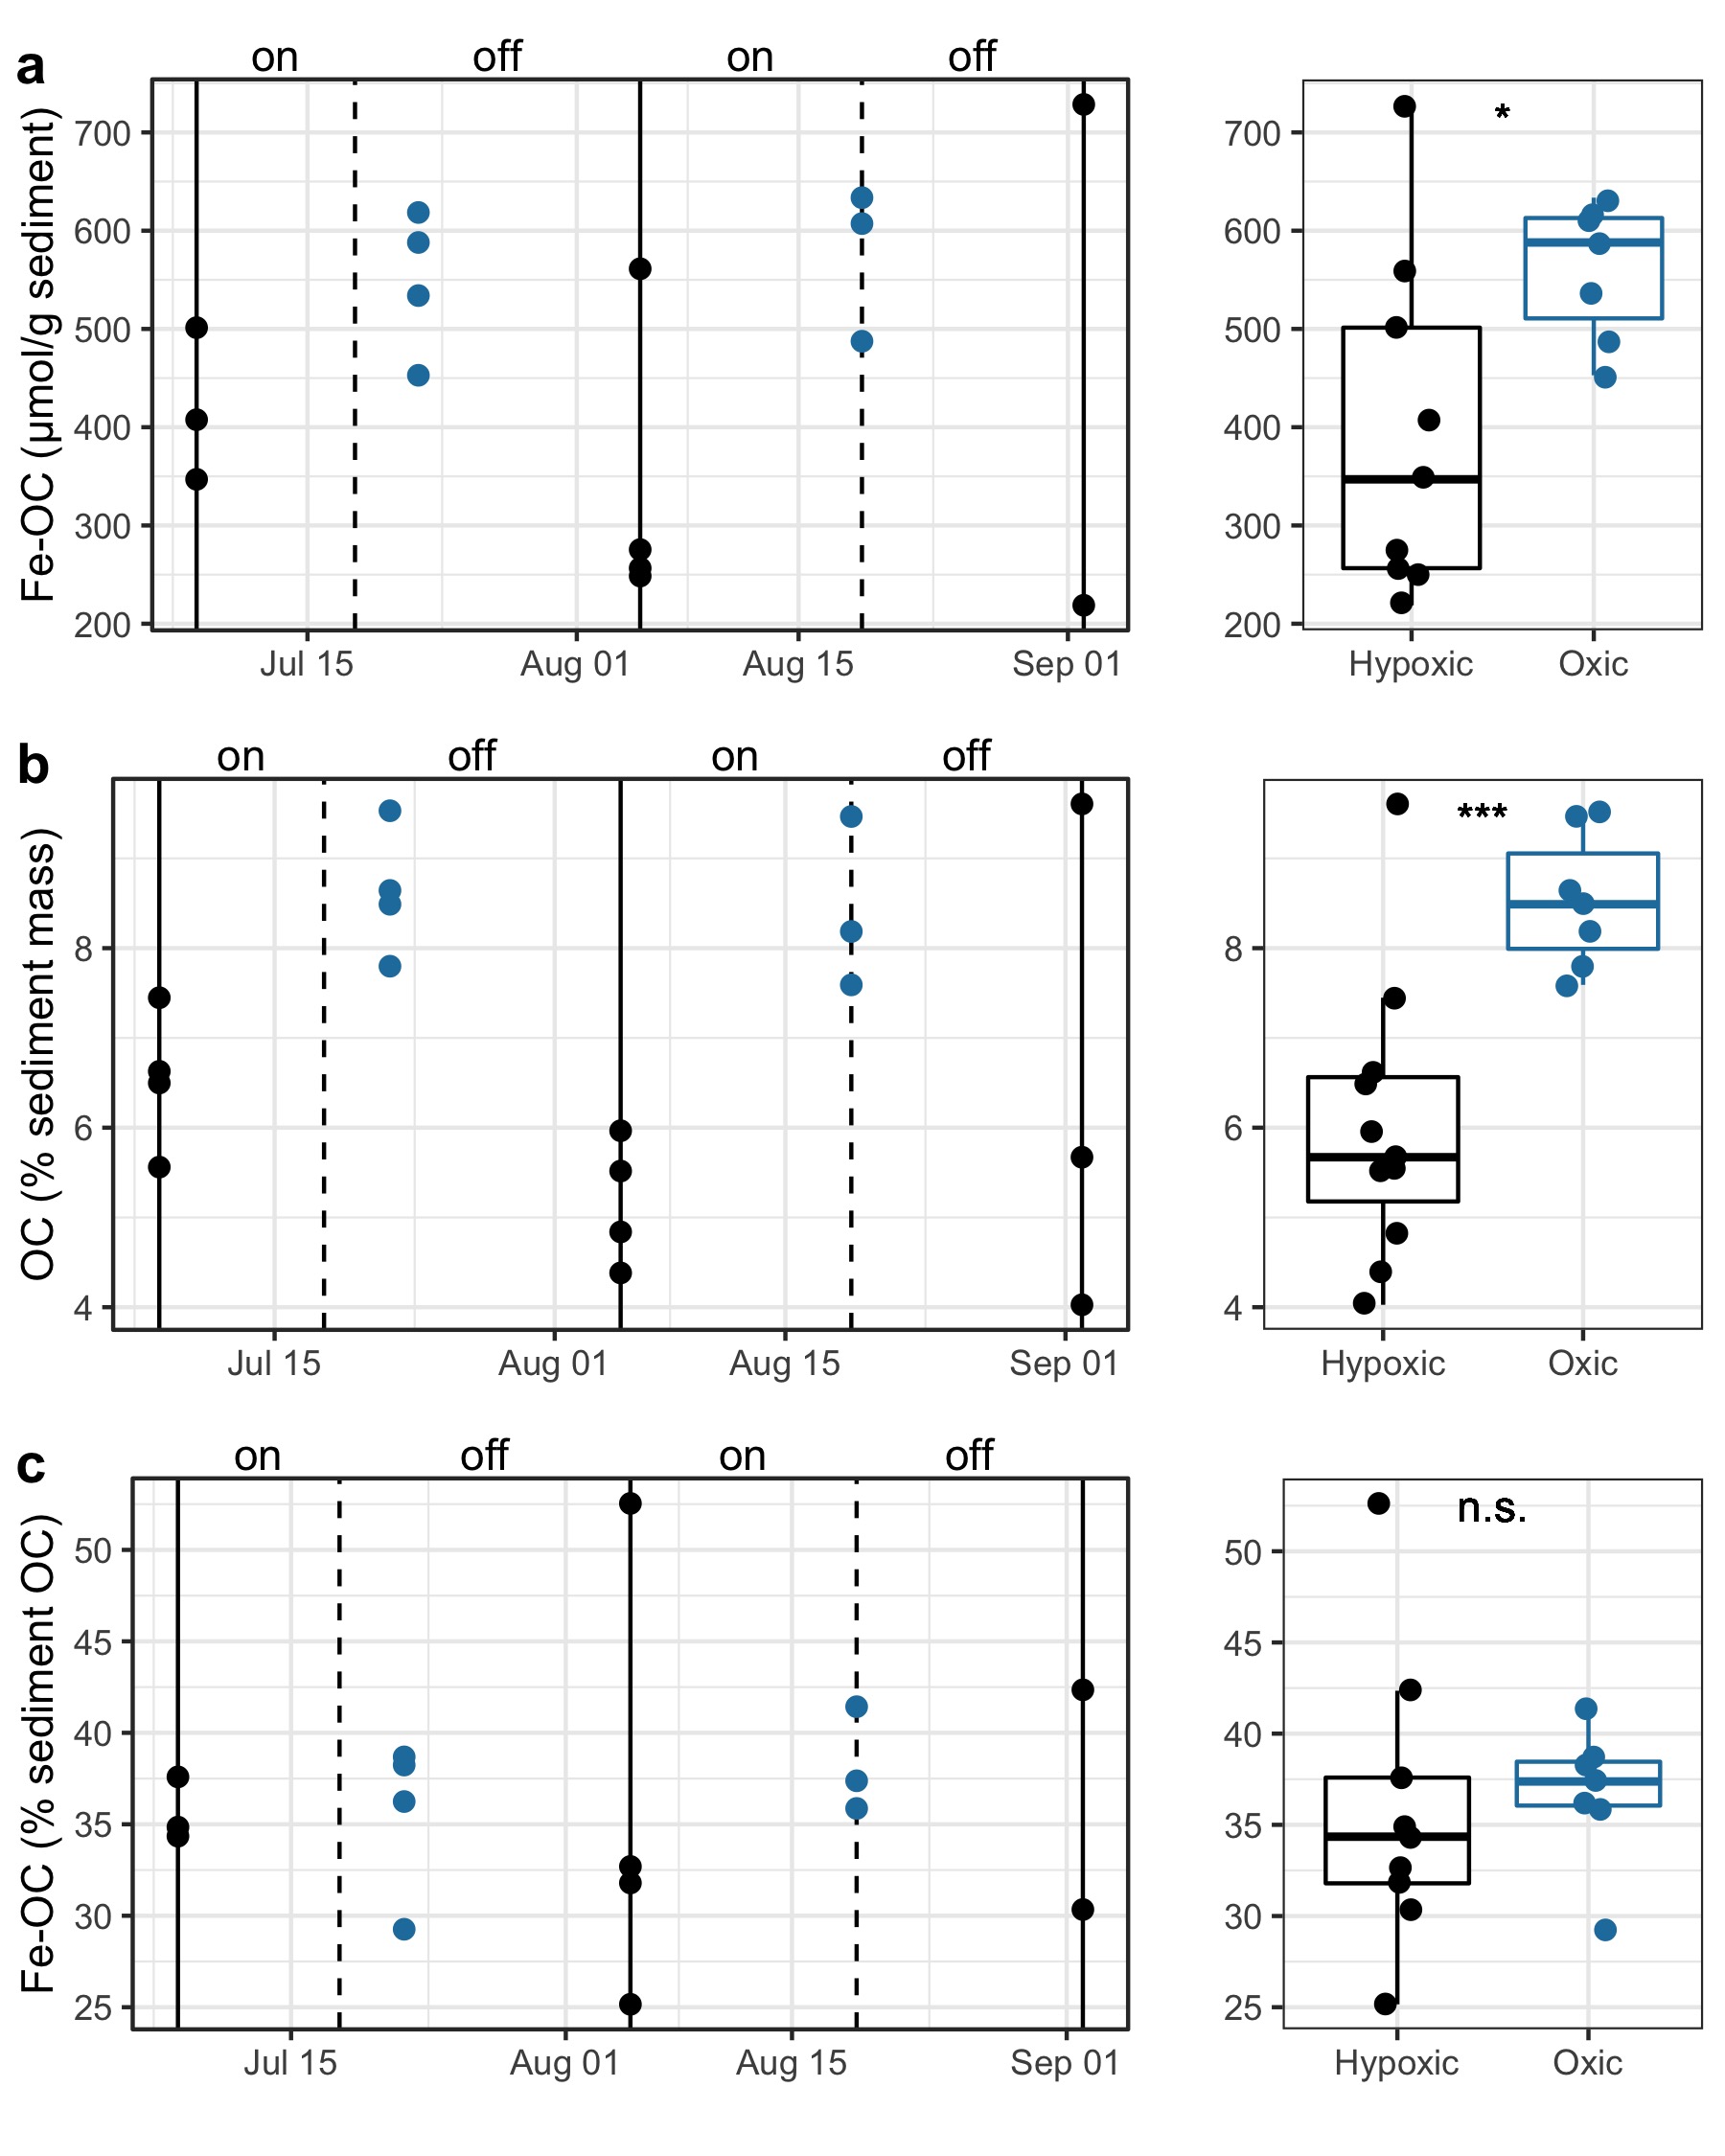 a
on off on off
Fe-OC (µmol/g sediment)
700
600
500
400
300
200
Jul 15 Aug 01 Aug 15 Sep 01
*
700
600
500
400
300
200
Hypoxic Oxic
b
on off on off
OC (% sediment mass)
8
6
4
Jul 15 Aug 01 Aug 15 Sep 01
***
8
6
4
Hypoxic Oxic
c
on off on off
Fe-OC (% sediment OC)
50
45
40
35
30
25
Jul 15 Aug 01 Aug 15 Sep 01
n.s.
50
45
40
35
30
25
Hypoxic Oxic